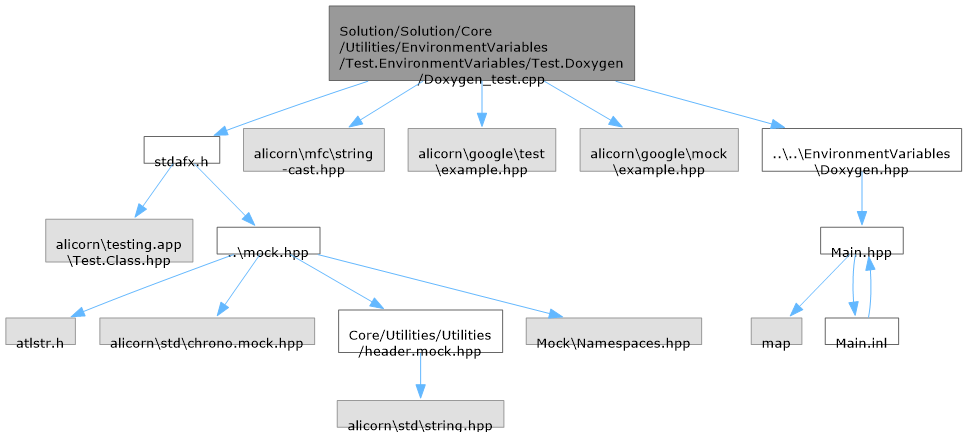 Solution/Solution/Core
/Utilities/EnvironmentVariables
/Test.EnvironmentVariables/Test.Doxygen
/Doxygen_test.cpp
stdafx.h
alicorn\mfc\string
-cast.hpp
alicorn\google\test
\example.hpp
alicorn\google\mock
\example.hpp
..\..\EnvironmentVariables
\Doxygen.hpp
alicorn\testing.app
\Test.Class.hpp
..\mock.hpp
Main.hpp
atlstr.h
alicorn\std\chrono.mock.hpp
Core/Utilities/Utilities
/header.mock.hpp
Mock\Namespaces.hpp
map
Main.inl
alicorn\std\string.hpp